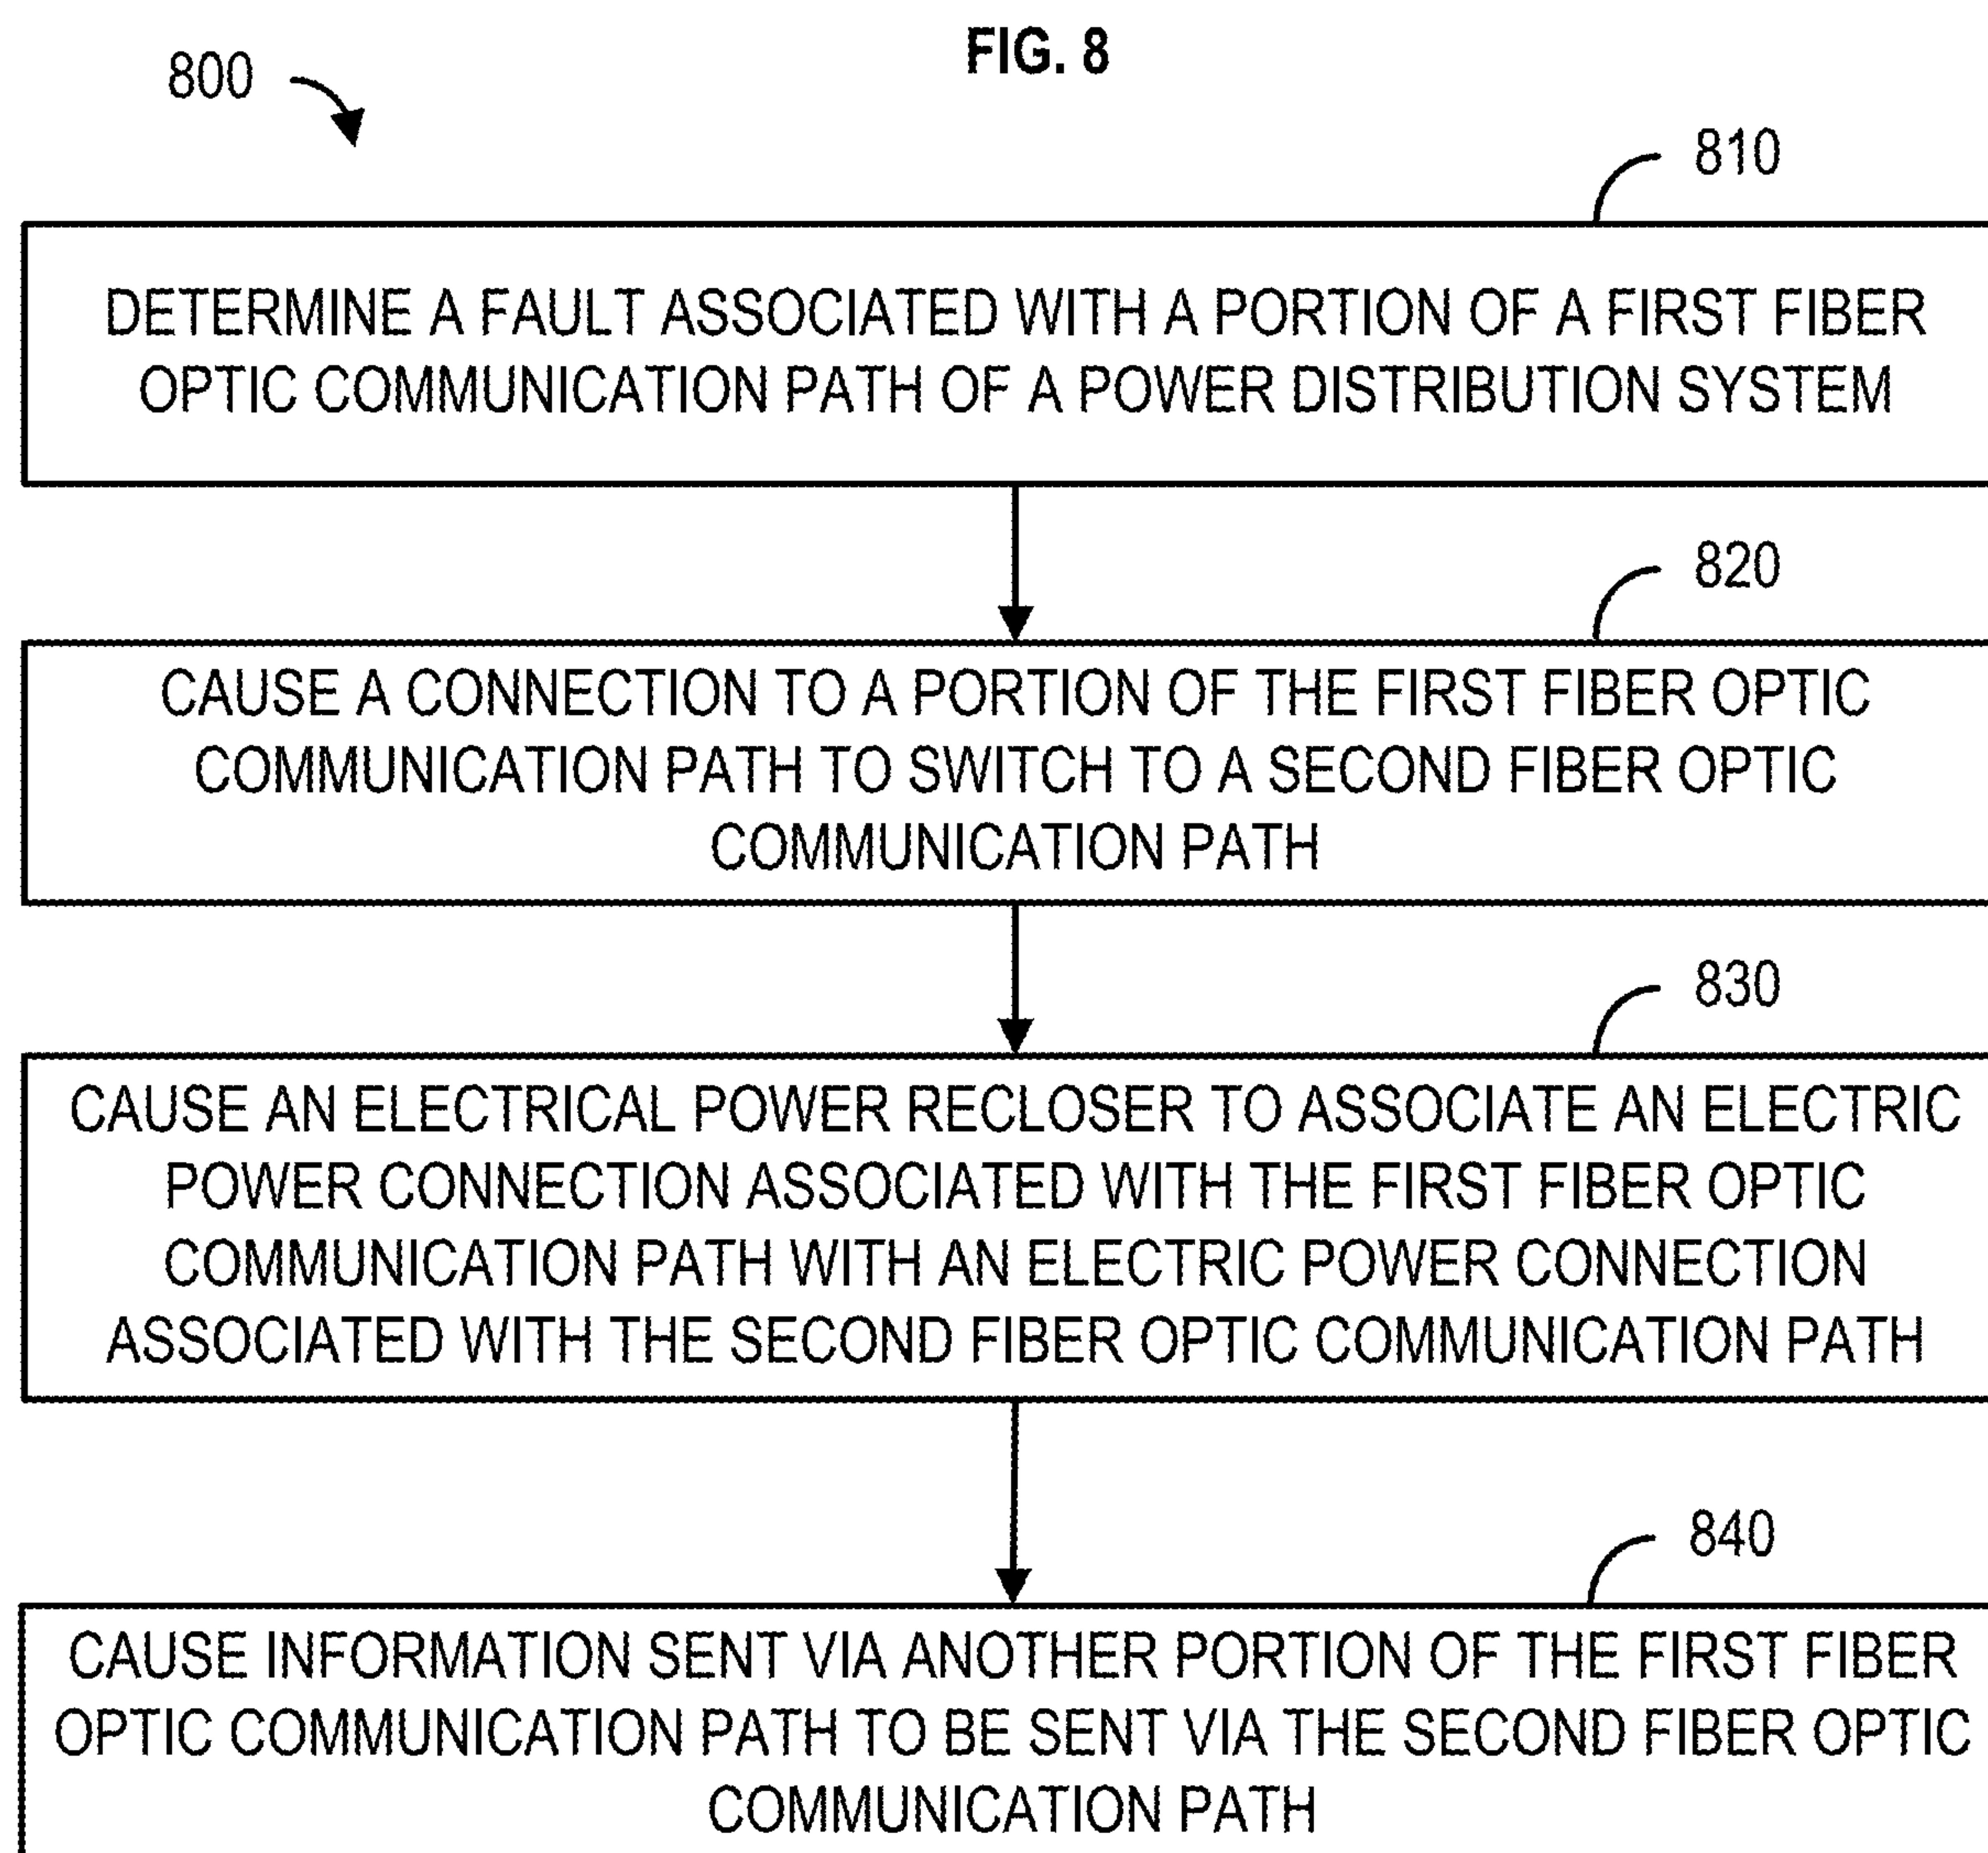 FIG. 8
800
810
DETERMINE A FAULT ASSOCIATED WITH A PORTION OF A FIRST FIBER
OPTIC COMMUNICATION PATH OF A POWER DISTRIBUTION SYSTEM
820
CAUSE A CONNECTION TO A PORTION OF THE FIRST FIBER OPTIC
COMMUNICATION PATH TO SWITCH TO A SECOND FIBER OPTIC
COMMUNICATION PATH
830
CAUSE AN ELECTRICAL POWER RECLOSER TO ASSOCIATE AN ELECTRIC
POWER CONNECTION ASSOCIATED WITH THE FIRST FIBER OPTIC
COMMUNICATION PATH WITH AN ELECTRIC POWER CONNECTION
ASSOCIATED WITH THE SECOND FIBER OPTIC COMMUNICATION PATH
840
CAUSE INFORMATION SENT VIA ANOTHER PORTION OF THE FIRST FIBER
OPTIC COMMUNICATION PATH TO BE SENT VIA THE SECOND FIBER OPTIC
COMMUNICATION PATH